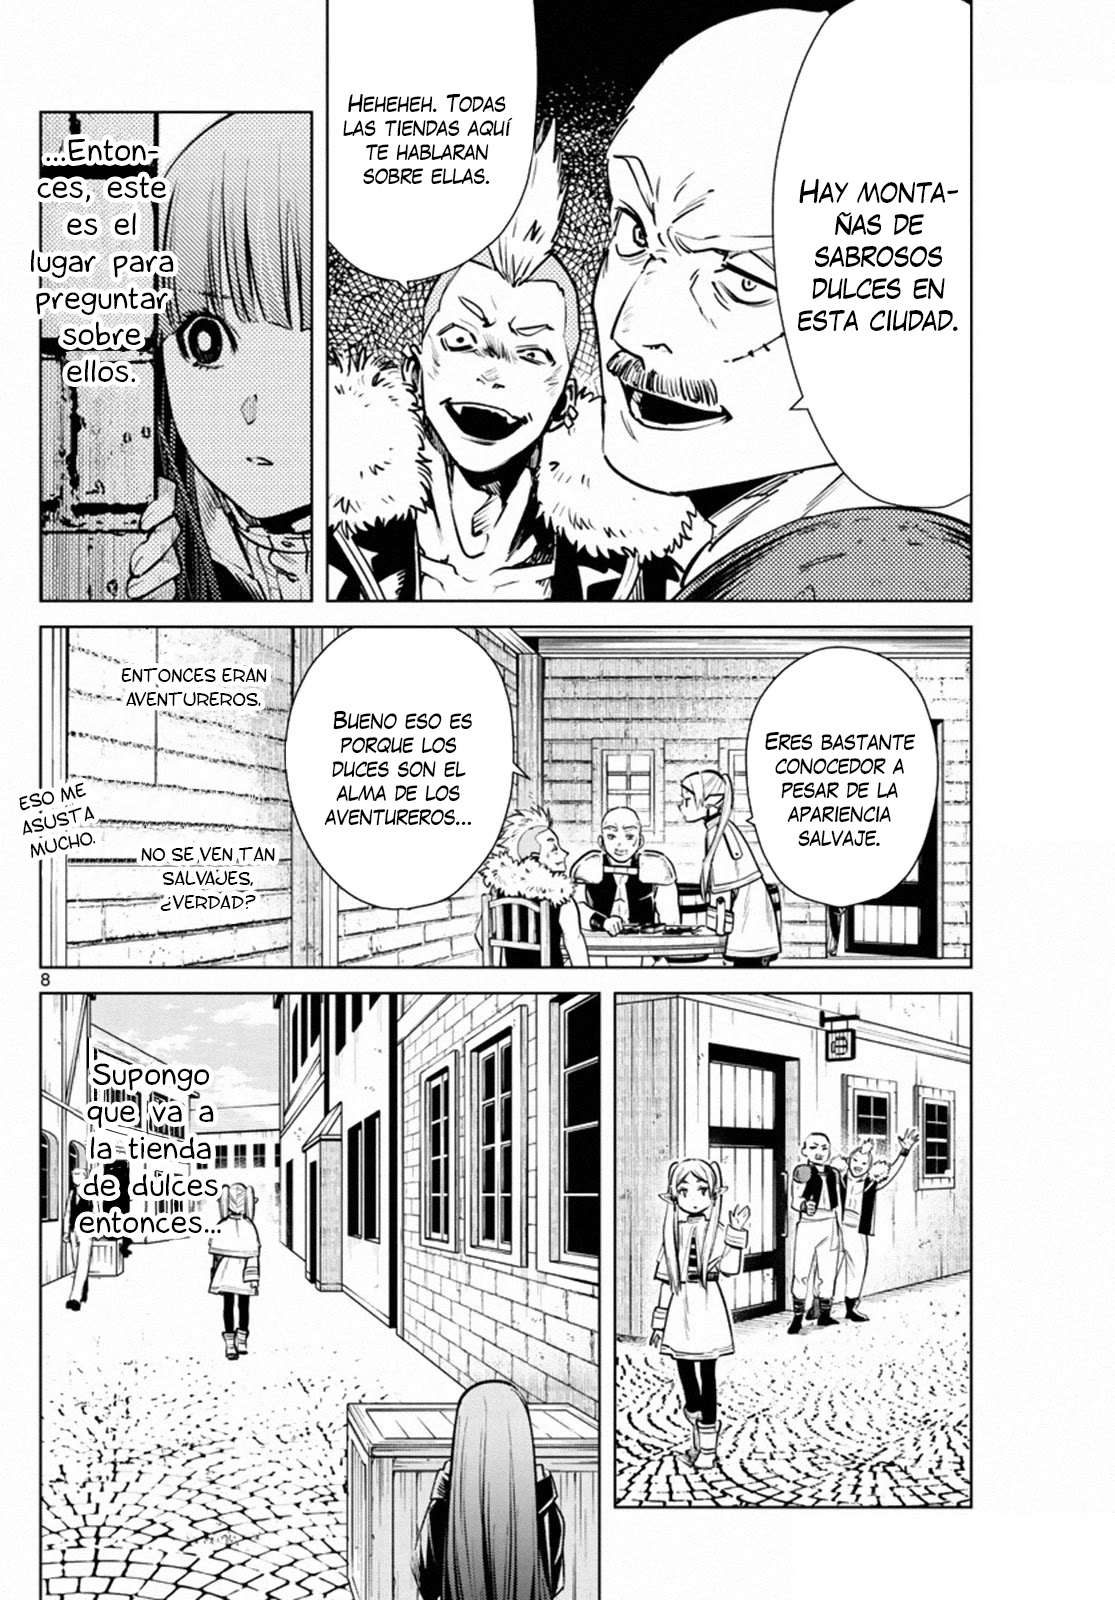 HAY MONTA-
ÑAS DE
SABROSOS
DULCES EN
ESTA CIUDAD.
HEHEHEH. TODAS
LAS TIENDAS AQUÍ
TE HABLARAN
SOBRE ELLAS.
...Enton-
ces, este
es el
lugar para
preguntar
sobre
ellos.
ERES BASTANTE
CONOCEDOR A
PESAR DE LA
APARIENCIA
SALVAJE.
BUENO ESO ES
PORQUE LOS
DUCES SON EL
ALMA DE LOS
AVENTUREROS...
ENTONCES ERAN
AVENTUREROS.
NO SE VEN TAN
SALVAJES,
¿VERDAD?
ESO ME
ASUSTA
MUCHO.
8
Supongo
que va a
la tienda
de dulces
entonces...